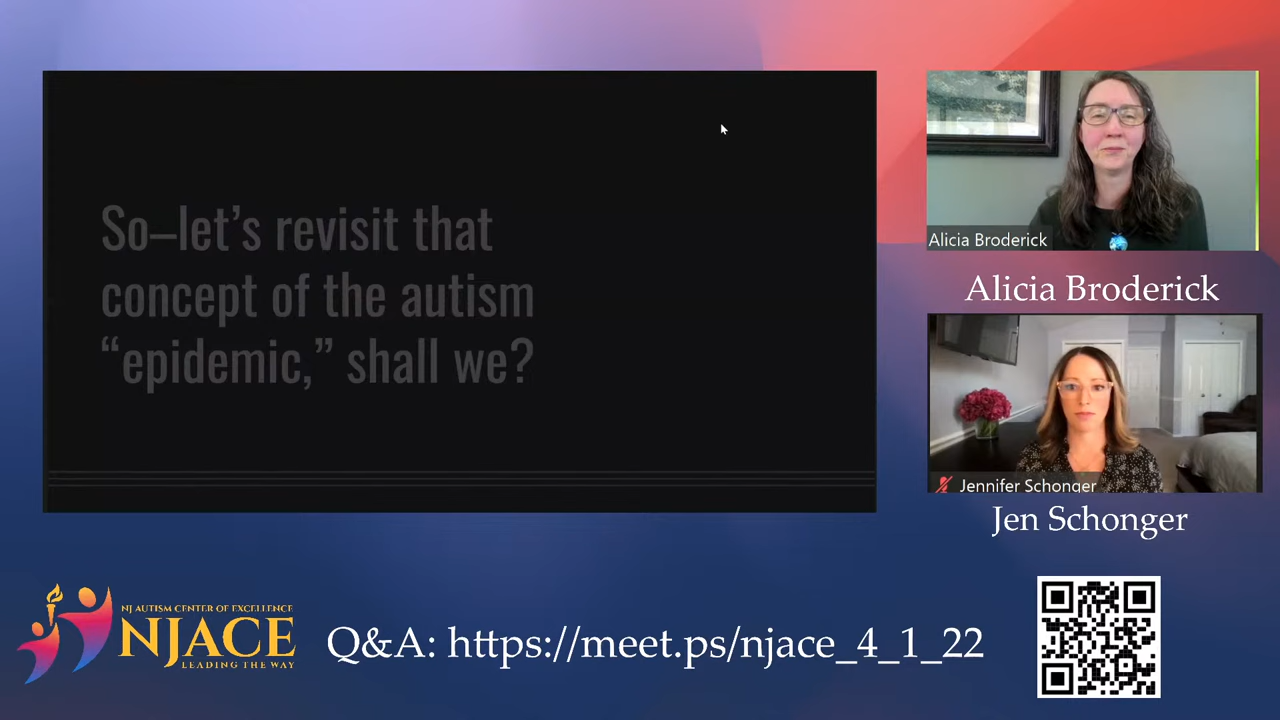 So–let’s revisit that
concept of the autism
“epidemic,” shall we?
Alicia Broderick
Alicia Broderick
Jennifer Schonger
Jen Schonger
NJ AUTISM CENTER OF EXCELLENCE
NJACE
LEADING THE WAY
Q&A: https://meet.ps/njace_4_1_22